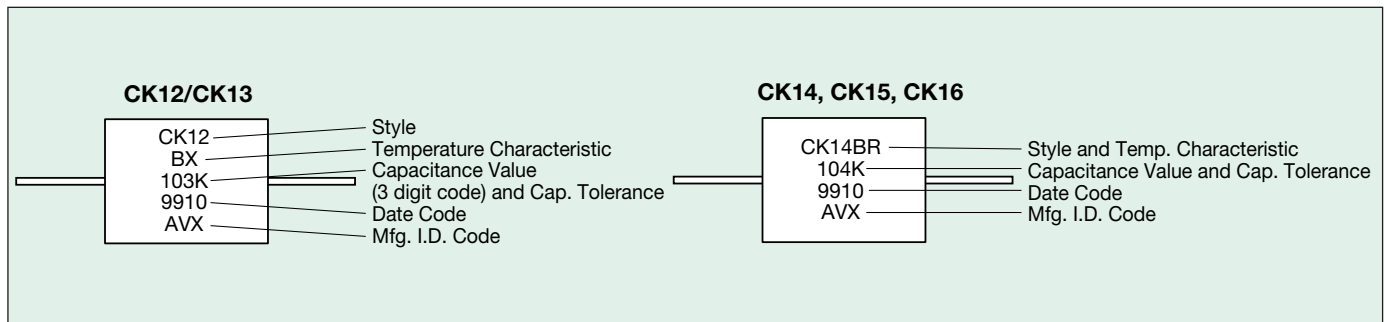 CK12/CK13
CK12
BX
103K
9910
AVX
Style
Temperature Characteristic
Capacitance Value
(3 digit code) and Cap. Tolerance
Date Code
Mfg. I.D. Code
CK14, CK15, CK16
CK14BR
104K
9910
AVX
Style and Temp. Characteristic
Capacitance Value and Cap. Tolerance
Date Code
Mfg. I.D. Code